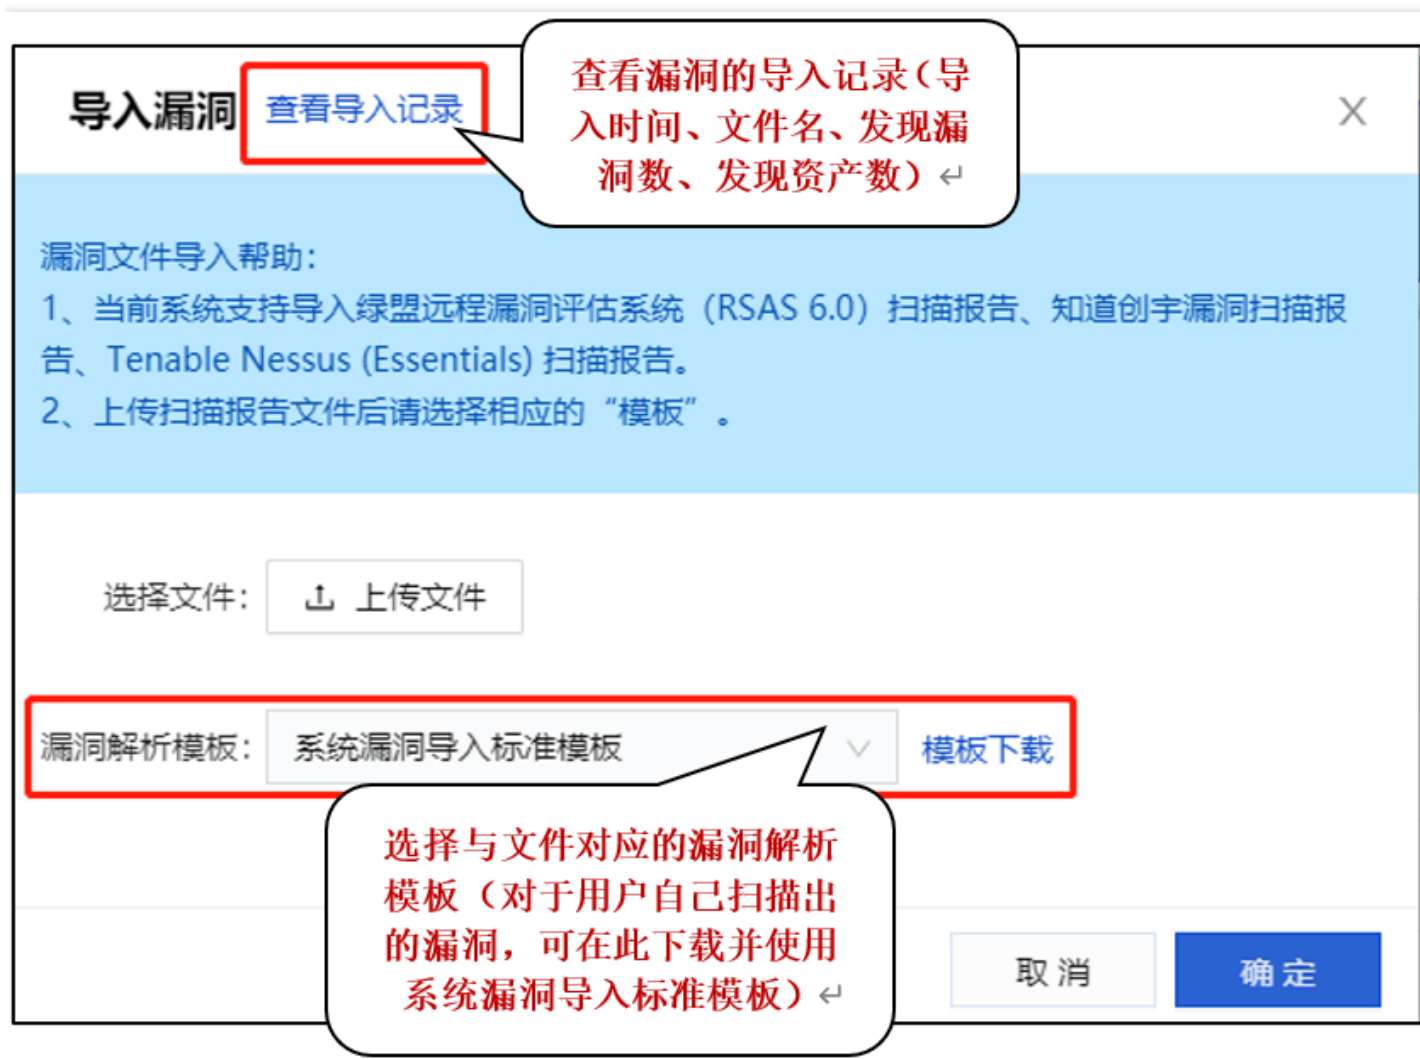 导入漏洞 查看导入记录
查看漏洞的导入记录（导
入时间、文件名、发现漏
洞数、发现资产数）
X
漏洞文件导入帮助：
1、当前系统支持导入绿盟远程漏洞评估系统（RSAS 6.0）扫描报告、知道创宇漏洞扫描报
告、Tenable Nessus (Essentials) 扫描报告。
2、上传扫描报告文件后请选择相应的“模板”。
选择文件： 上传文件
漏洞解析模板： 系统漏洞导入标准模板 模板下载
选择与文件对应的漏洞解析
模板（对于用户自己扫描出
的漏洞，可在此下载并使用
系统漏洞导入标准模板）
取消 确定